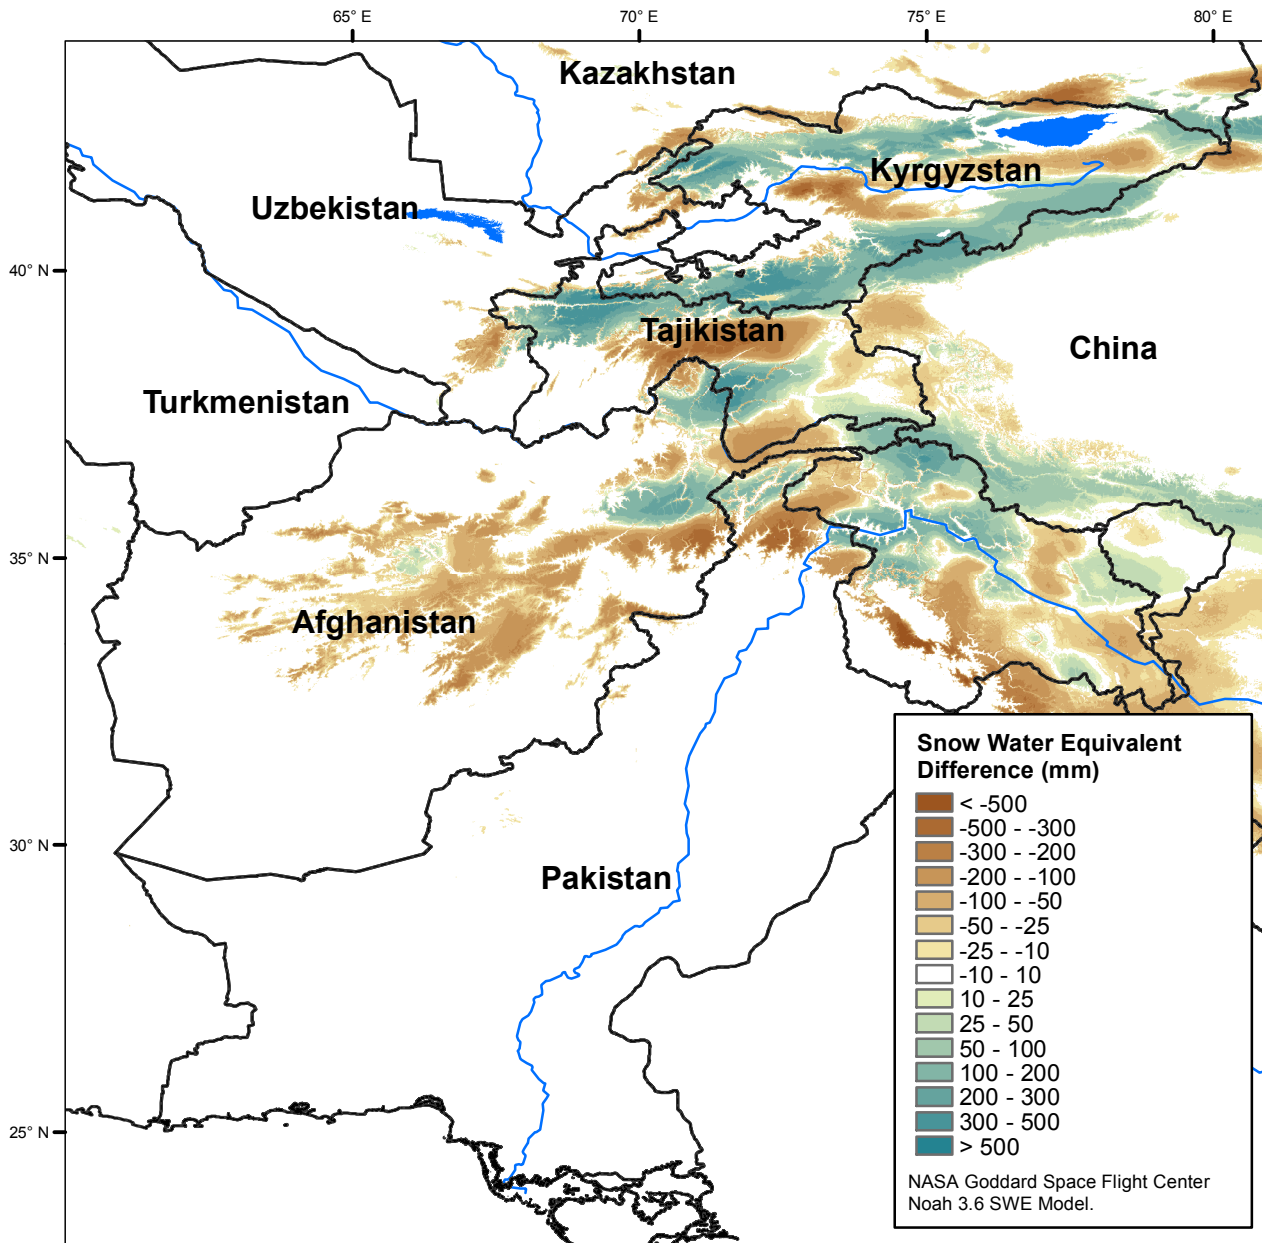 65° E 70° E 75° E 80° E
Kazakhstan
Kyrgyzstan
Uzbekistan
40° N
Tajikistan
China
Turkmenistan
35° N
Afghanistan
Snow Water Equivalent
Difference (mm)
< -500
-500 - -300
30° N
-300 - -200
Pakistan
-200 - -100
-100 - -50
-50 - -25
-25 - -10
-10 - 10
10 - 25
25 - 50
50 - 100
100 - 200
200 - 300
300 - 500
25° N
> 500
NASA Goddard Space Flight Center
Noah 3.6 SWE Model.